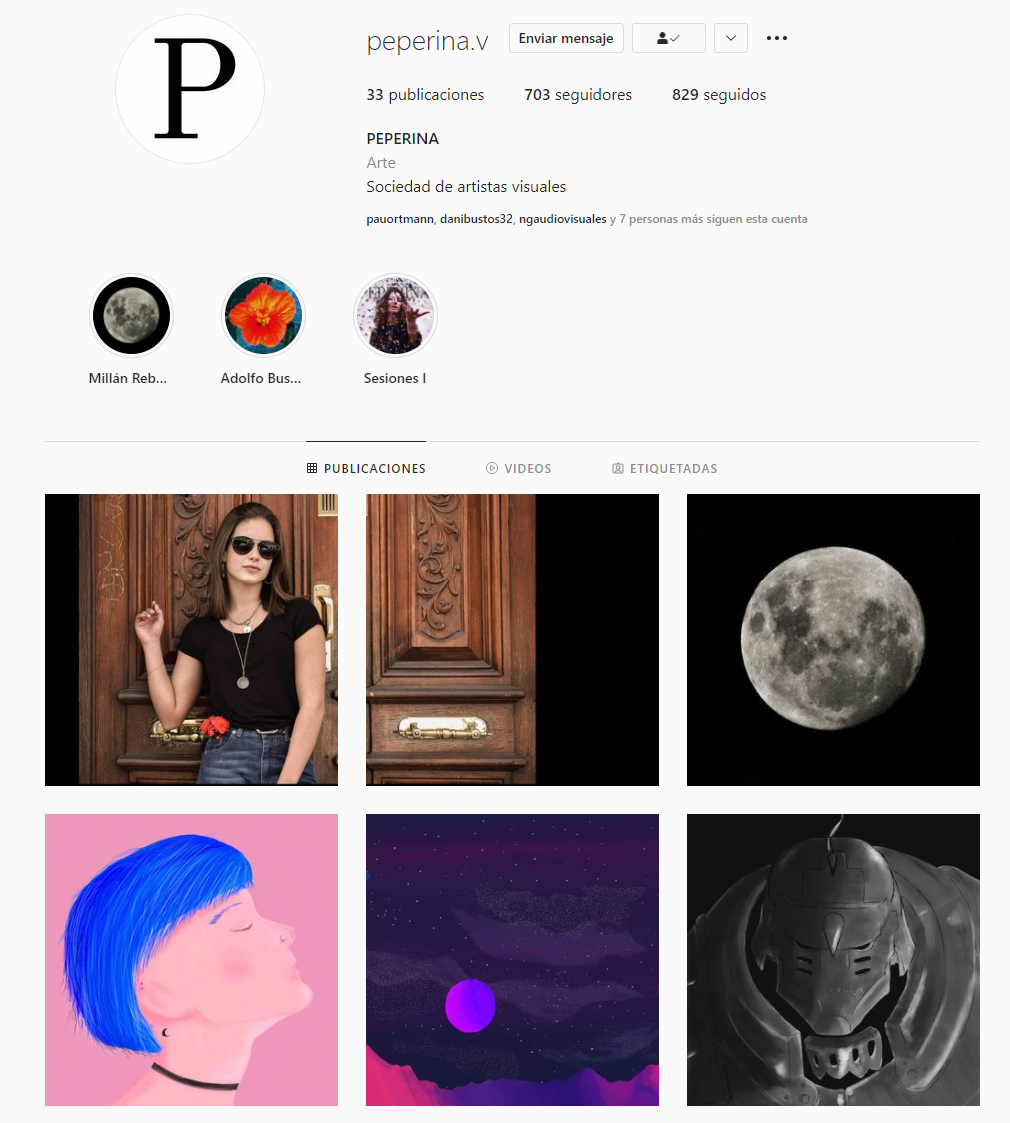 P
peperina.v Enviar mensaje
33 publicaciones 703 seguidores 829 seguidos
PEPERINA
Arte
Sociedad de artistas visuales
pauortmann, danibustos32, ngaudiovisuales y 7 personas más siguen esta cuenta
Millán Reb... Adolfo Bus... Sesiones I
PUBLICACIONES VIDEOS ETIQUETADAS